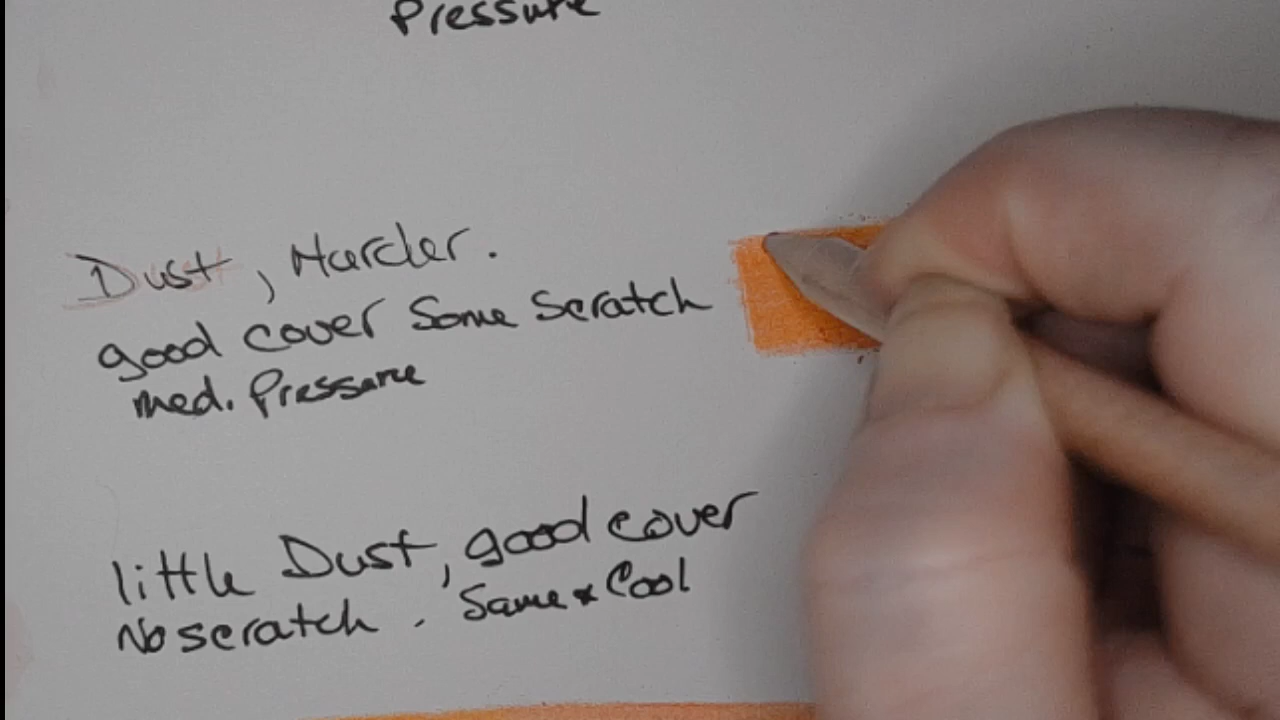 Pressure
Dust, Harder.
good cover Some Scratch
med. Pressure
little Dust, good cover
No scratch. Same * Cool